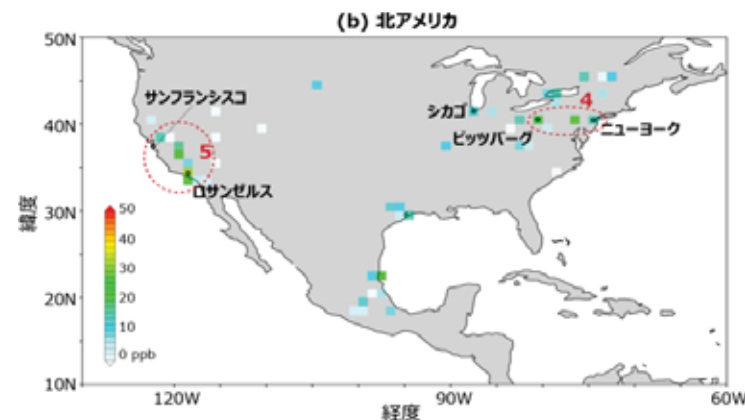 (b) 北アメリカ
50N
サンフランシスコ
シカゴ
4
40N
5
ピッツバーグ
ニューヨーク
ロサンゼルス
緯度
50
40
30
20
10
0 ppb
30N
20N
10N
120W
90W
60W
経度